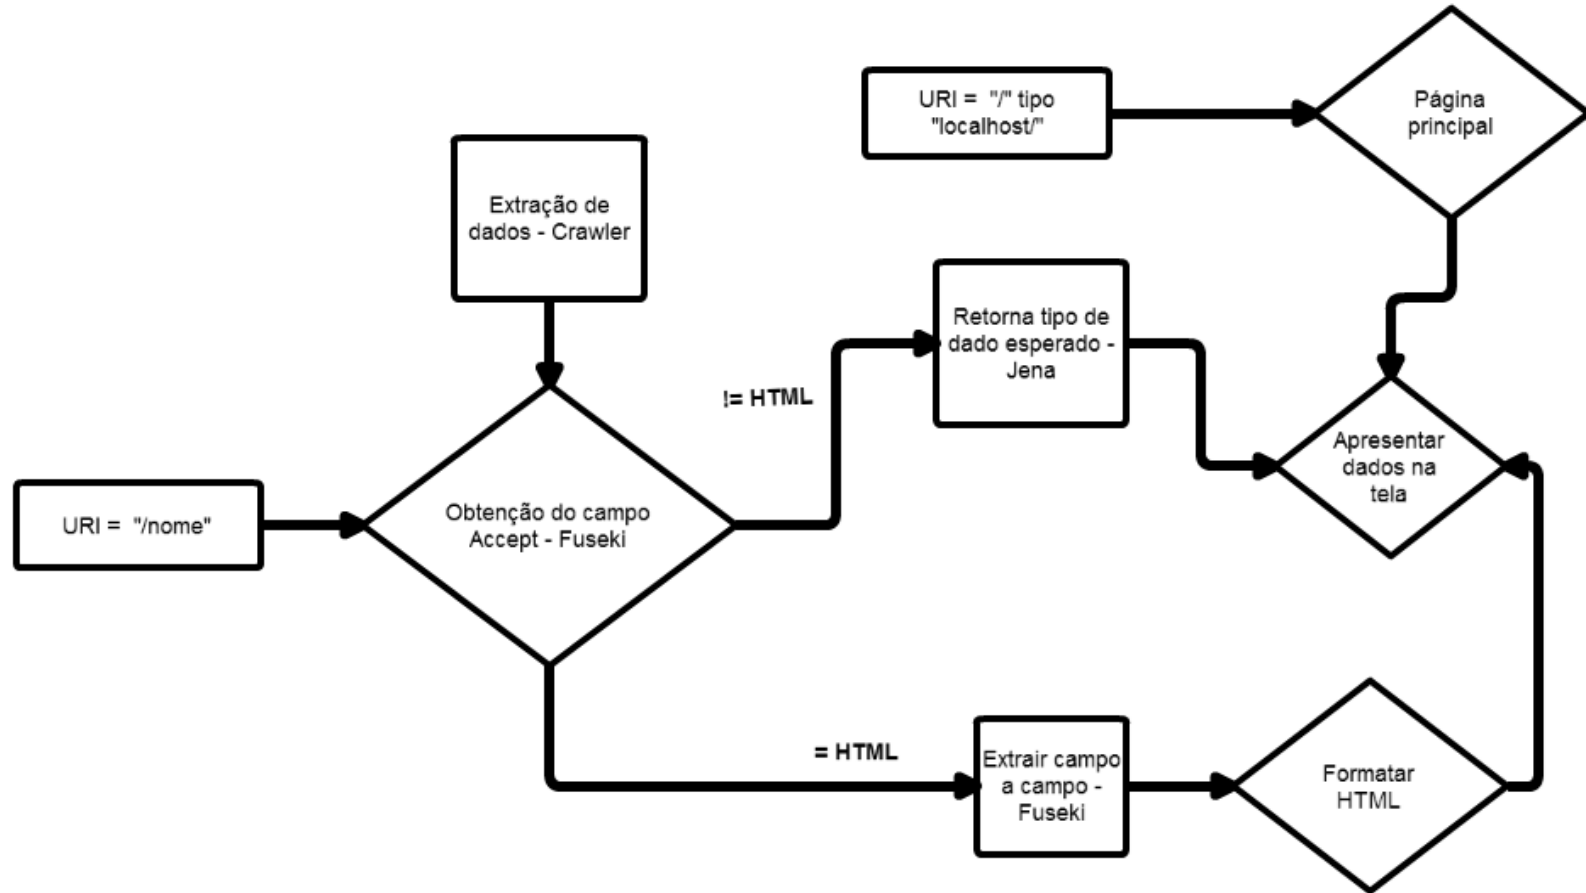 URI =  "/" tipo
"localhost/"
Página
principal
Extração de
dados - Crawler
Retorna tipo de
dado esperado -
Jena
!= HTML
Apresentar
dados na
tela
URI =  "/nome"
Obtenção do campo
Accept - Fuseki
= HTML
Extrair campo
a campo -
Fuseki
Formatar
HTML